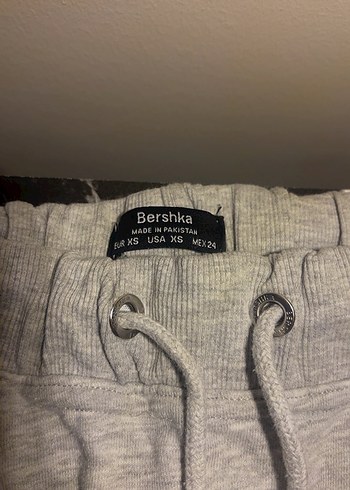 Bershka
MADE IN PAKISTAN
EUR XS USA XS MEX 24